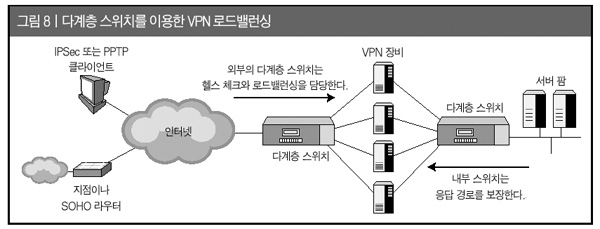 그림 8 | 다계층 스위치를 이용한 VPN 로드밸런싱
IPSec 또는 PPTP
클라이언트
인터넷
지점이나
SOHO 라우터
외부의 다계층 스위치는
헬스 체크와 로드밸런싱을 담당한다.
다계층 스위치
VPN 장비
다계층 스위치
서버 팜
내부 스위치는
응답 경로를 보장한다.